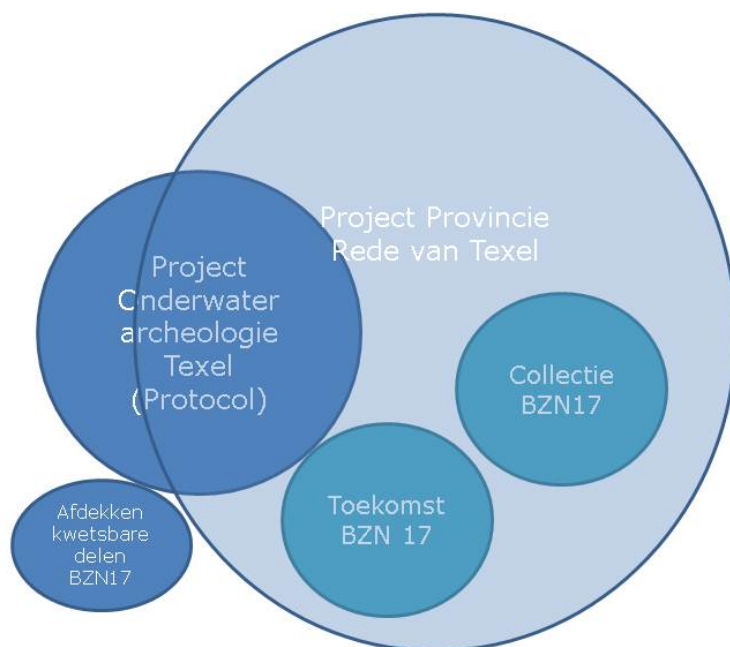 Project Provincie
Rede van Texel
Project
Onderwater
archeologie
Texel
(Protocol)
Collectie
BZN17
Toekomst
BZN 17
Afdekken
kwetsbare
delen
BZN17